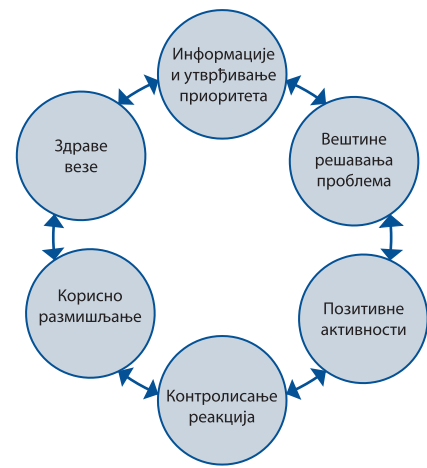 Информације
и утврђивање
приоритета
Вештине
решавања
проблема
Позитивне
активности
Контролисање
реакција
Корисно
размишљање
Здраве
везе